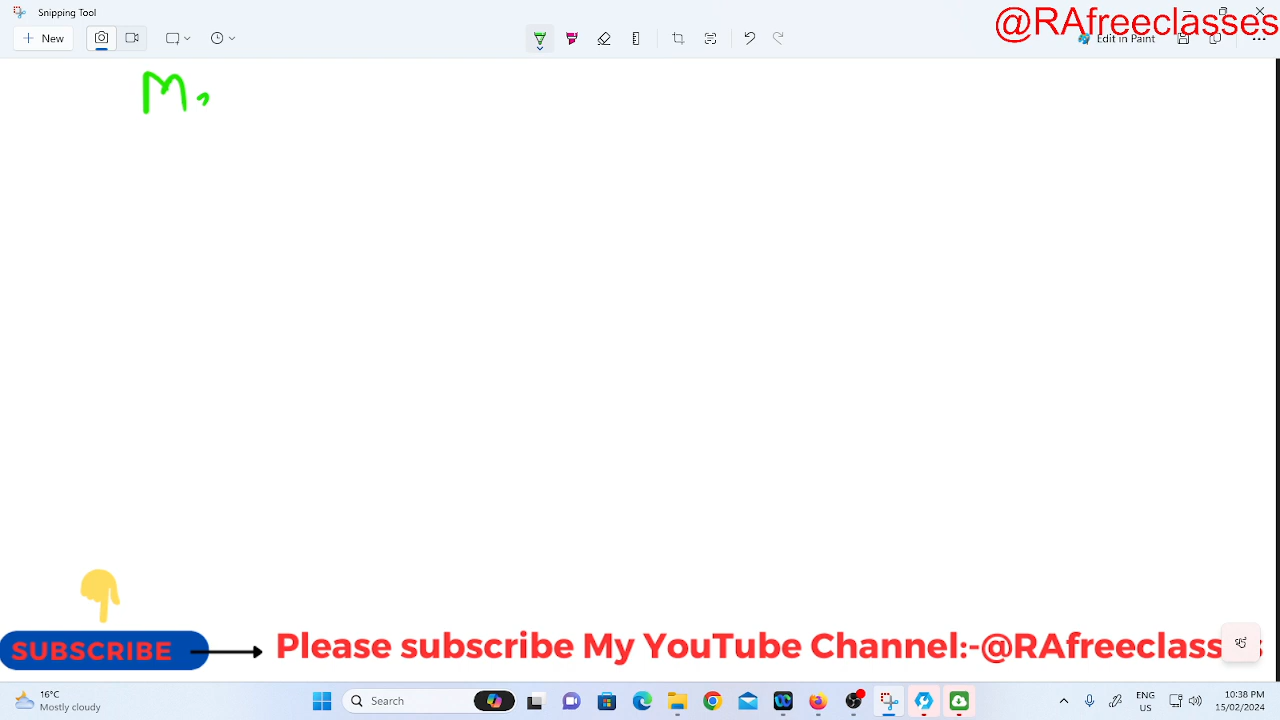 Snipping Tool
@RAfreeclasses
New
Edit in Paint
M
SUBSCRIBE
Please subscribe My YouTube Channel:-@RAfreeclasses
16°C
Mostly cloudy
Search
ENG
US
10:38 PM
15/02/2024